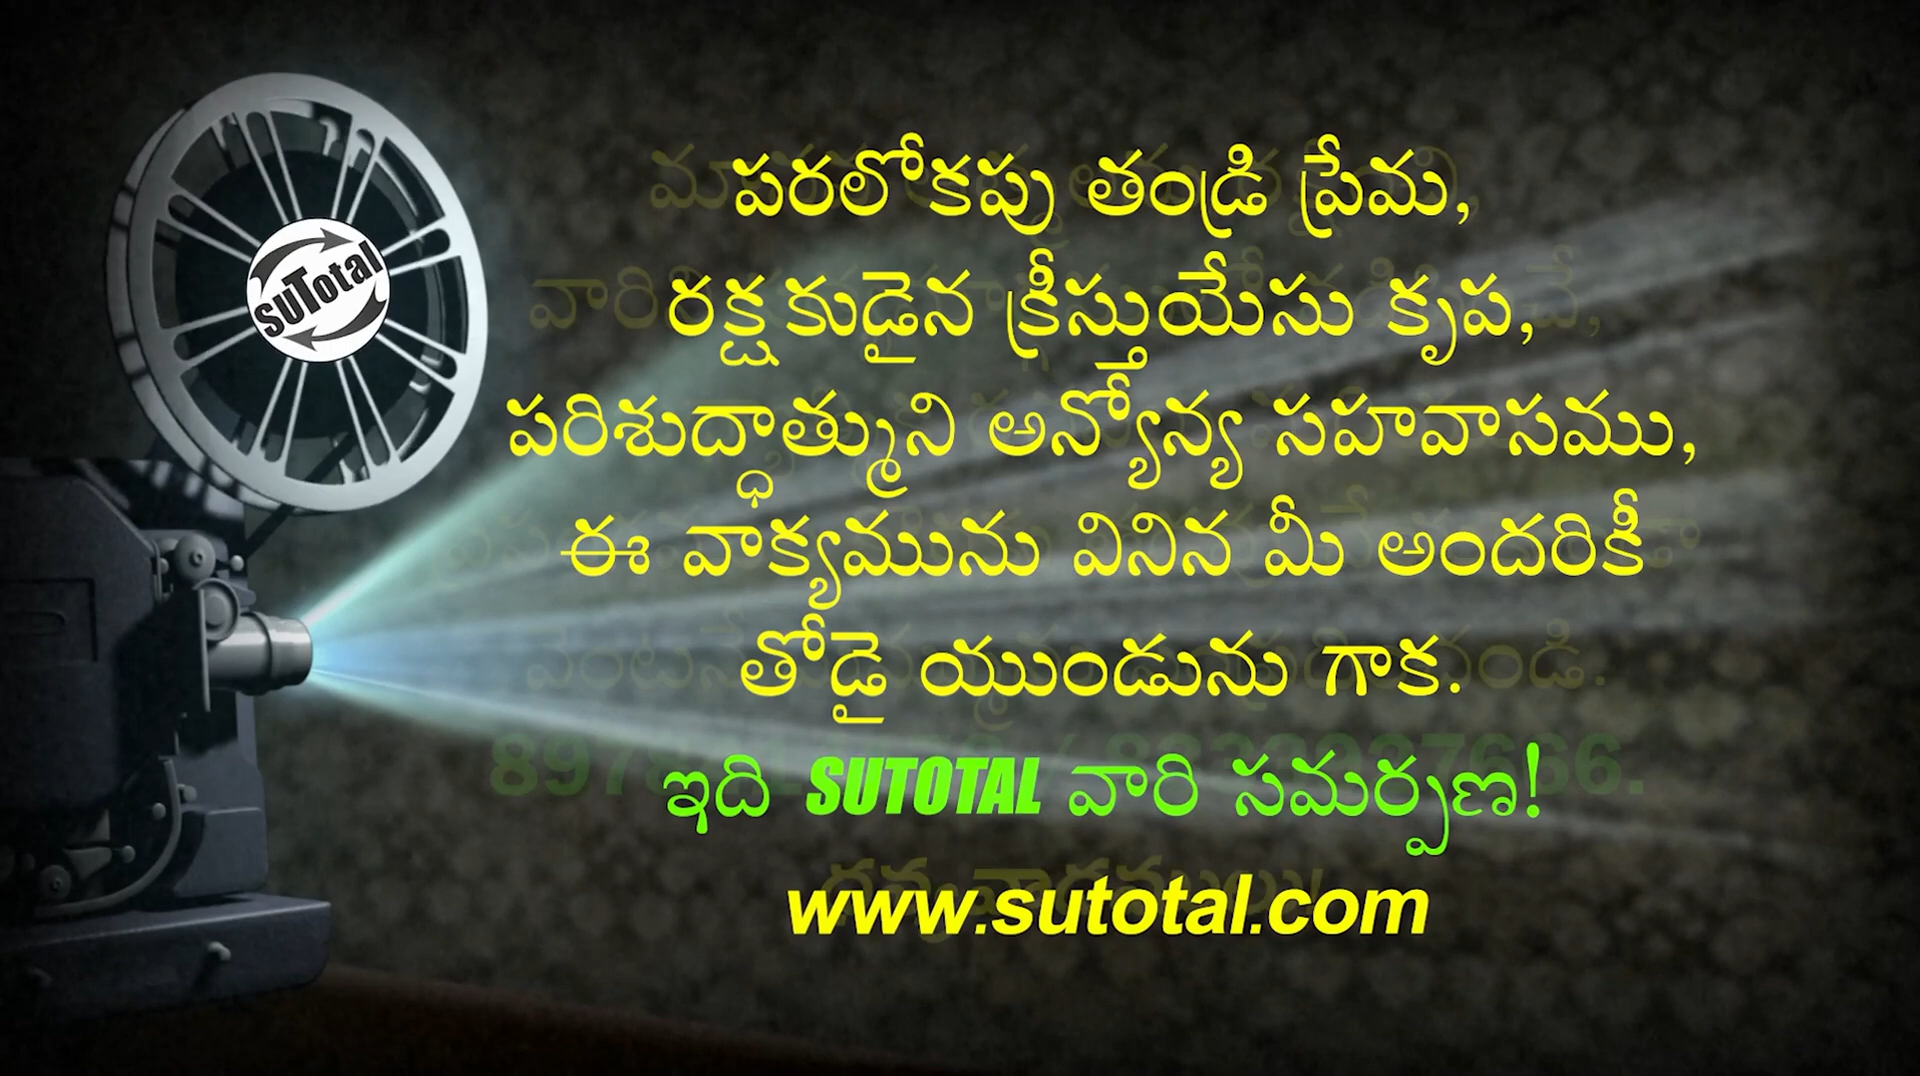 suTotal
పరలోకపు తండ్రి ప్రేమ,
రక్షకుడైన క్రీస్తుయేసు కృప,
పరిశుద్ధాత్ముని అన్యోన్య సహవాసము,
ఈ వాక్యమును వినిన మీ అందరికీ
తోడై యుండును గాక.
ఇది SUTOTAL వారి సమర్పణ!
www.sutotal.com